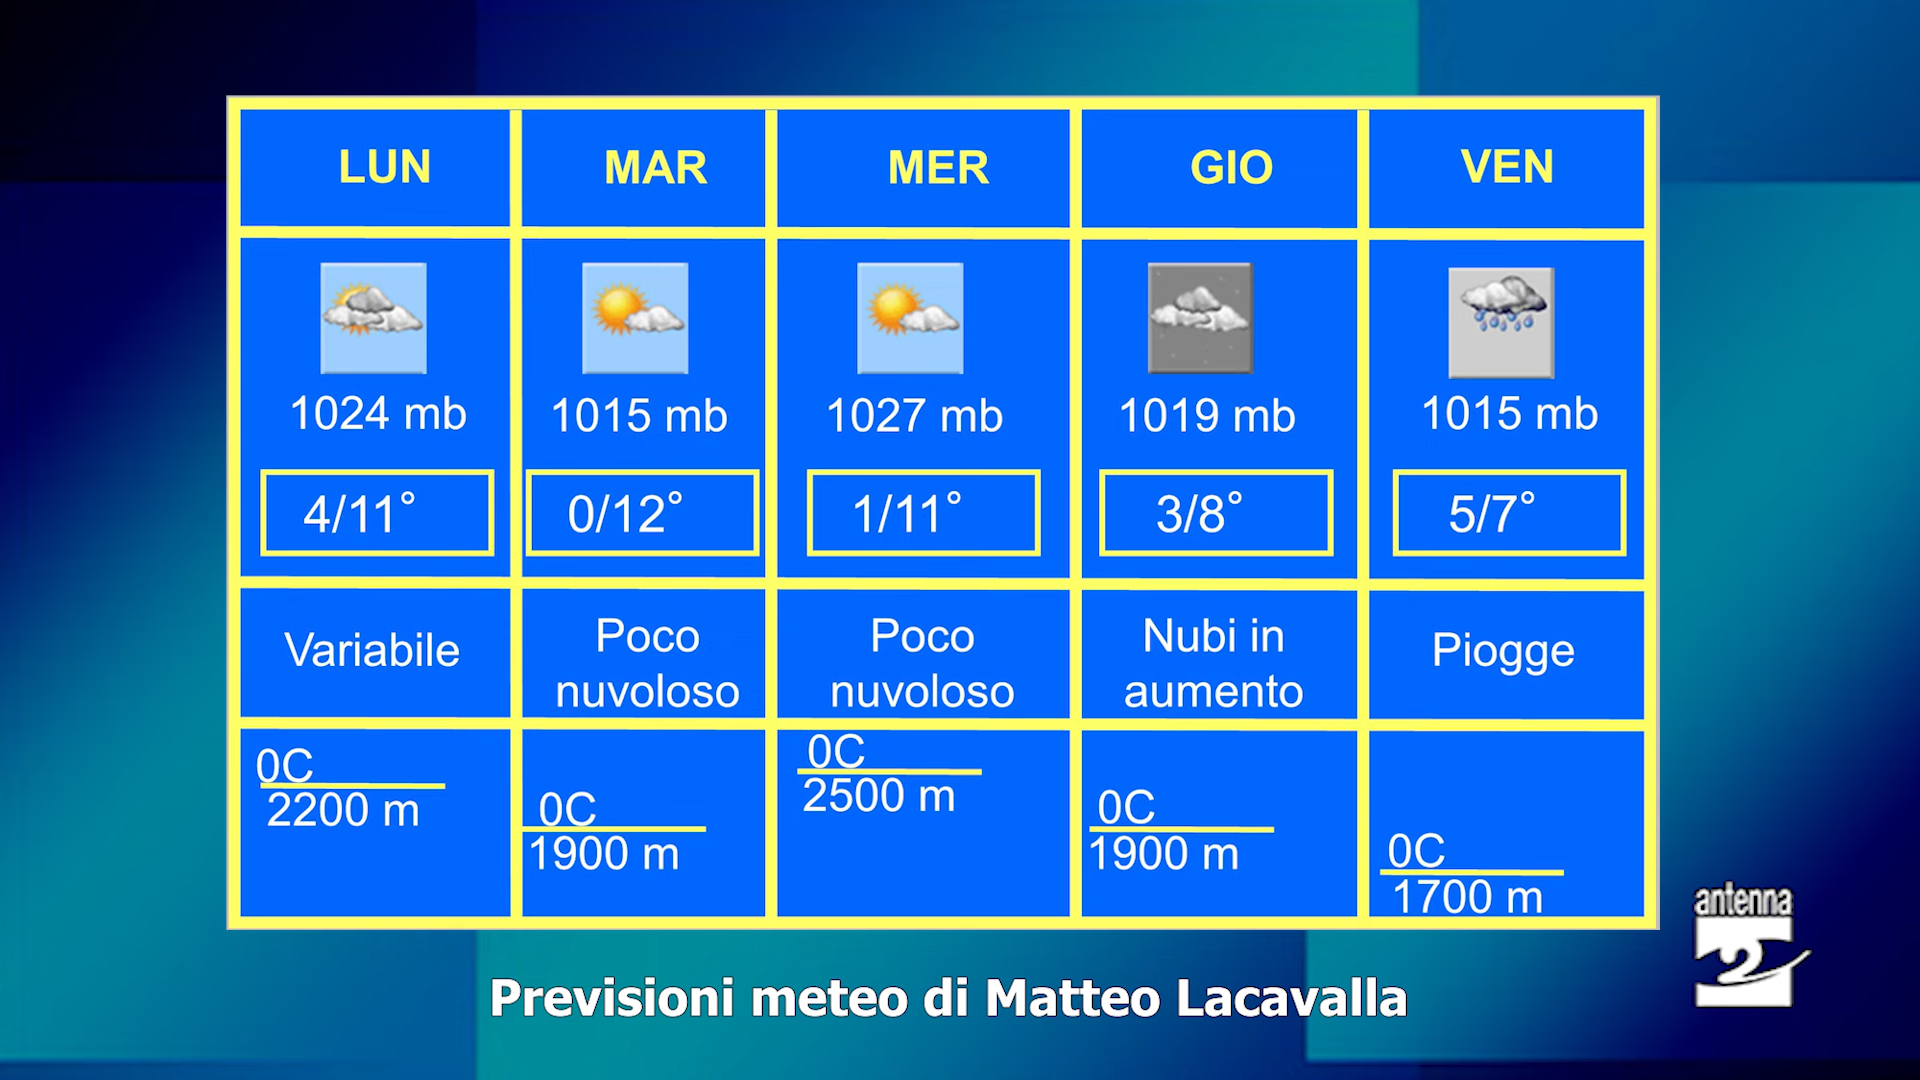 LUN MAR MER GIO VEN
1024 mb 1015 mb 1027 mb 1019 mb 1015 mb
4/11° 0/12° 1/11° 3/8° 5/7°
Variabile
Poco
nuvoloso
Poco
nuvoloso
Nubi in
aumento
Piogge
0C
2200 m
0C
1900 m
0C
2500 m
0C
1900 m
0C
1700 m
antenna
2
Previsioni meteo di Matteo Lacavalla